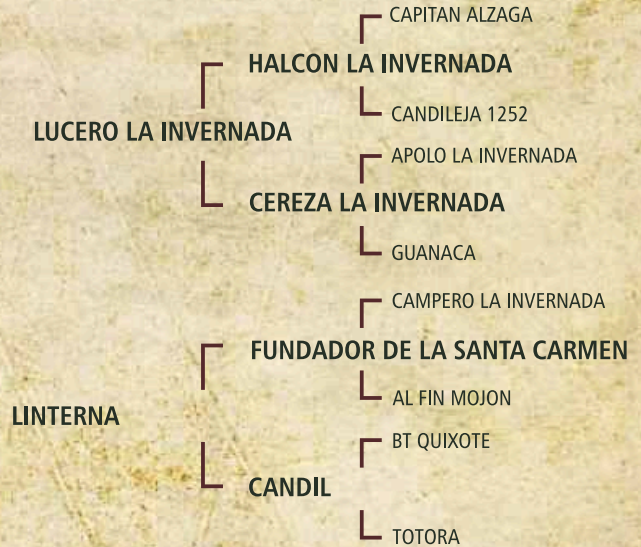 CAPITAN ALZAGA
HALCON LA INVERNADA
CANDILEJA 1252
LUCERO LA INVERNADA
APOLO LA INVERNADA
CEREZA LA INVERNADA
GUANACA
CAMPERO LA INVERNADA
FUNDADOR DE LA SANTA CARMEN
AL FIN MOJON
LINTERNA
BT QUIXOTE
CANDIL
TOTORA